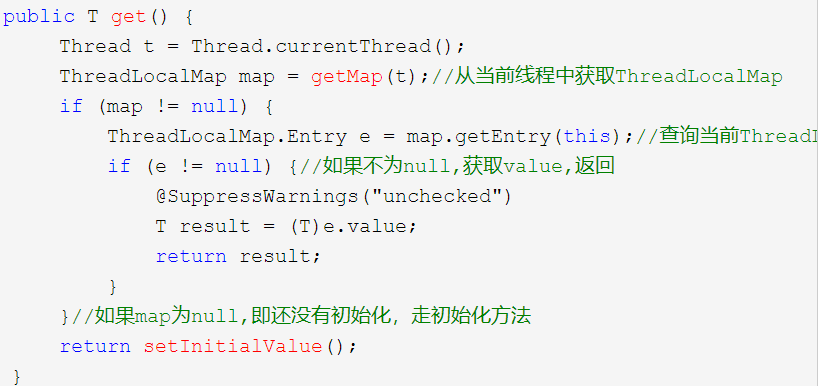 public T get() {
    Thread t = Thread.currentThread();
    ThreadLocalMap map = getMap(t);//从当前线程中获取ThreadLocalMap
    if (map != null) {
        ThreadLocalMap.Entry e = map.getEntry(this);//查询当前ThreadL
        if (e != null) {//如果不为null,获取value,返回
            @SuppressWarnings("unchecked")
            T result = (T)e.value;
            return result;
        }
    }//如果map为null,即还没有初始化，走初始化方法
    return setInitialValue();
}